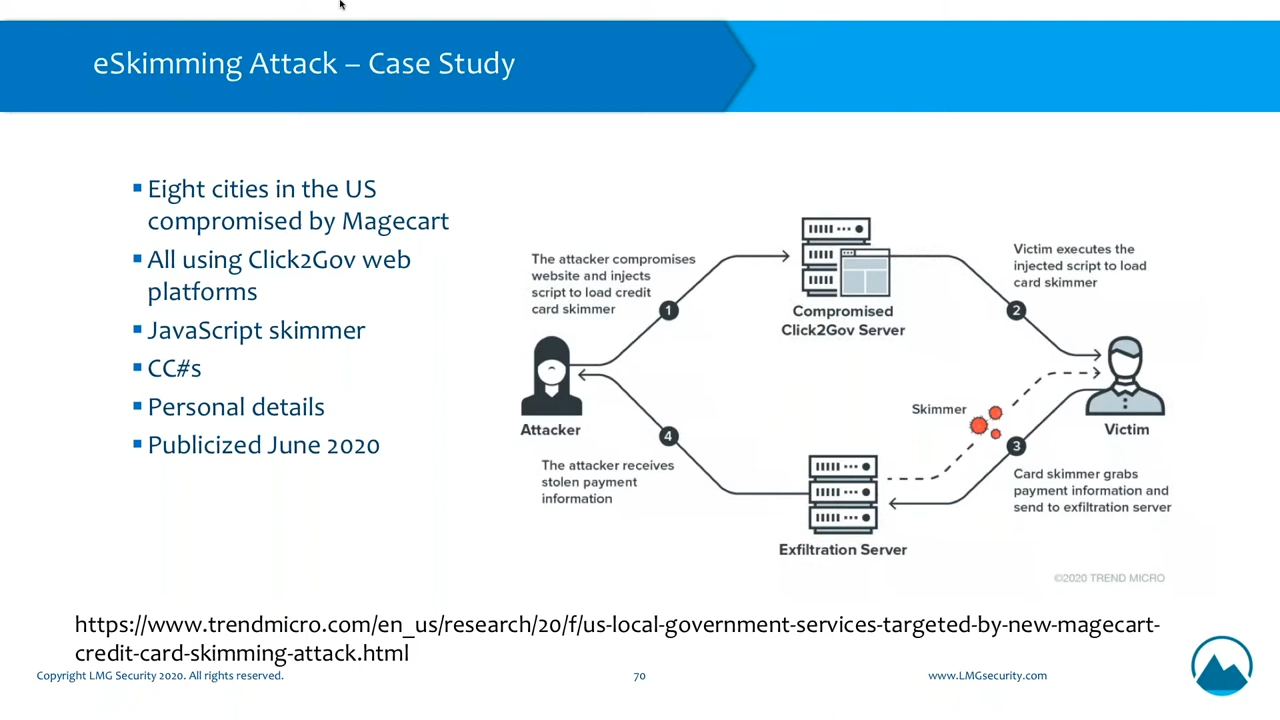 eSkimming Attack – Case Study
Eight cities in the US
compromised by Magecart
All using Click2Gov web
platforms
JavaScript skimmer
CC#s
Personal details
Publicized June 2020
The attacker compromises
website and injects
script to load credit
card skimmer
1
Compromised
Click2Gov Server
Victim executes the
injected script to load
card skimmer
2
Attacker
Skimmer
Victim
4
3
The attacker receives
stolen payment
information
Card skimmer grabs
payment information and
send to exfiltration server
Exfiltration Server
©2020 TREND MICRO
https://www.trendmicro.com/en_us/research/20/f/us-local-government-services-targeted-by-new-magecart-
credit-card-skimming-attack.html
Copyright LMG Security 2020. All rights reserved.
70
www.LMGsecurity.com